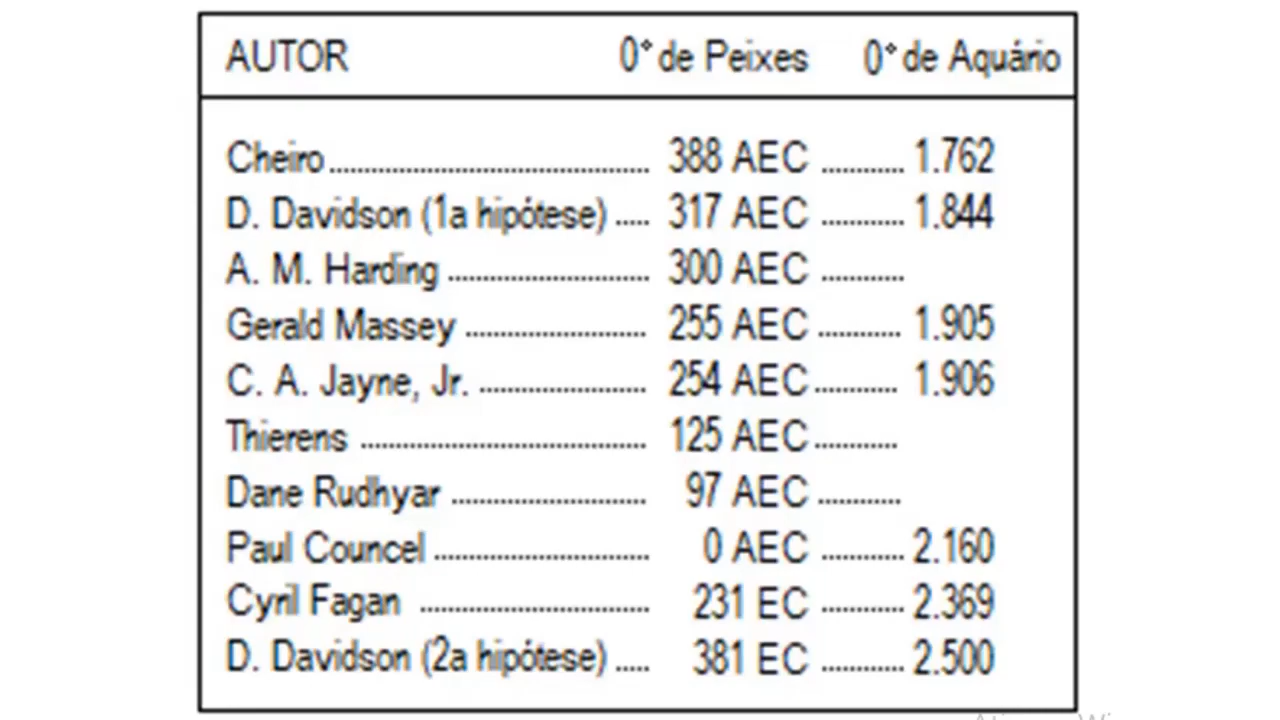 AUTOR 0° de Peixes 0° de Aquário
Cheiro........................................ 388 AEC .......... 1.762
D. Davidson (1a hipótese) ..... 317 AEC .......... 1.844
A. M. Harding ......................... 300 AEC ..........
Gerald Massey ...................... 255 AEC .......... 1.905
C. A. Jayne, Jr. .................... 254 AEC .......... 1.906
Thierens ................................... 125 AEC ..........
Dane Rudhyar ........................ 97 AEC ..........
Paul Councel .......................... 0 AEC .......... 2.160
Cyril Fagan ............................ 231 EC .......... 2.369
D. Davidson (2a hipótese) ..... 381 EC .......... 2.500